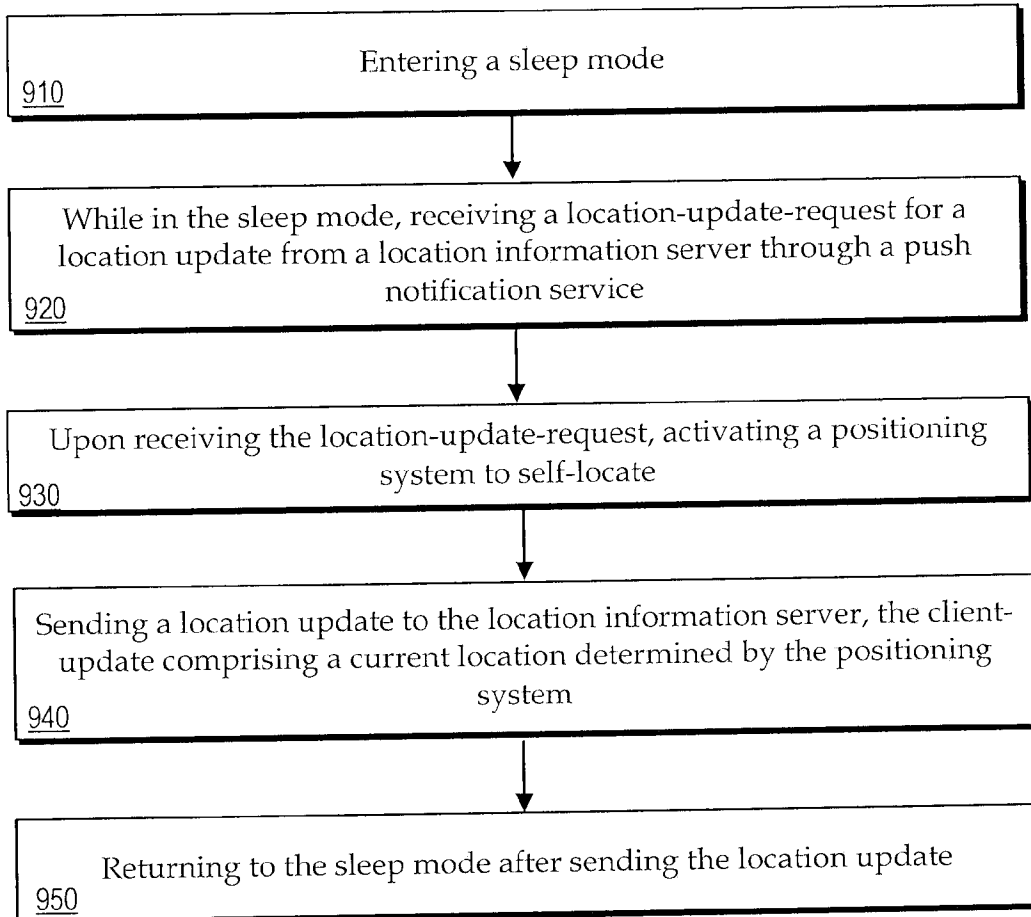 Entering a sleep mode
910
While in the sleep mode, receiving a location-update-request for a
location update from a location information server through a push
notification service
920
Upon receiving the location-update-request, activating a positioning
system to self-locate
930
Sending a location update to the location information server, the client-
update comprising a current location determined by the positioning
system
940
Returning to the sleep mode after sending the location update
950